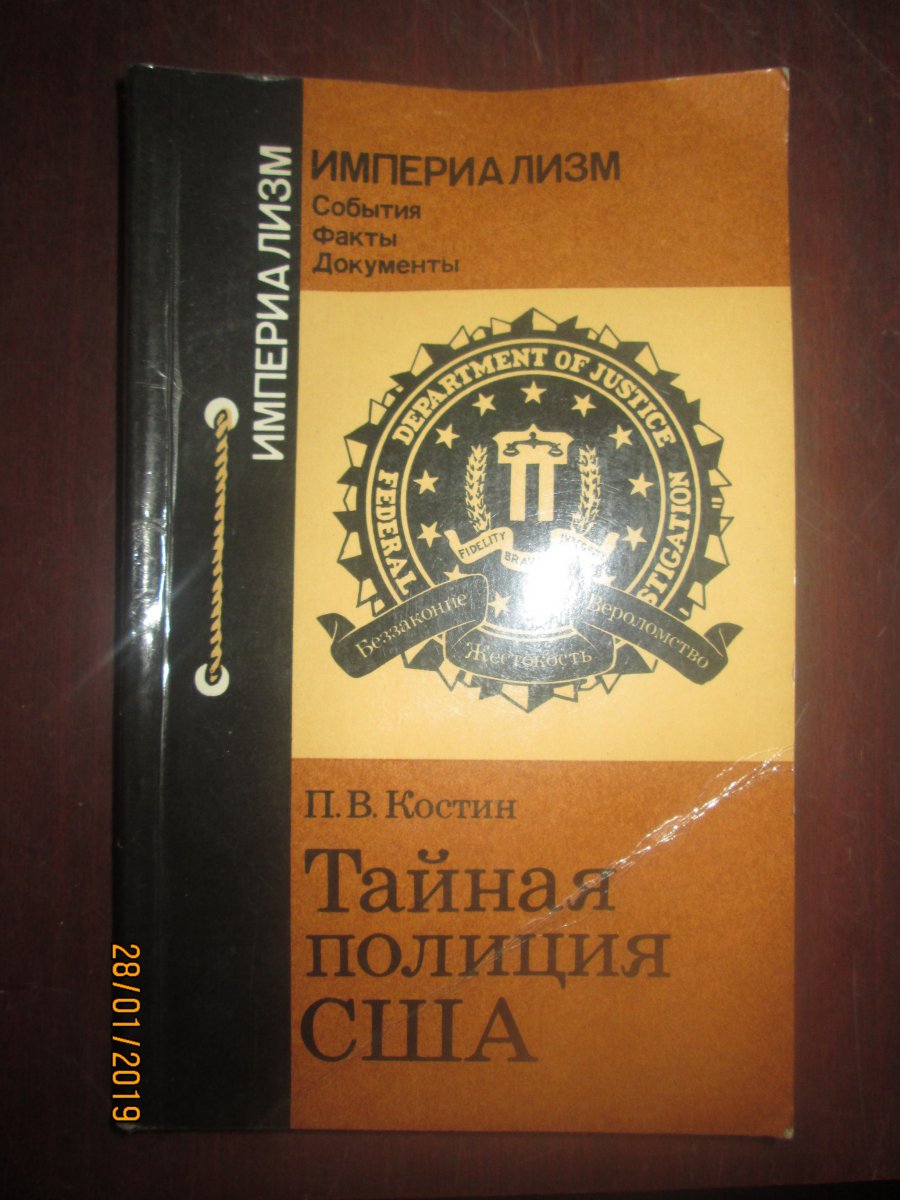 ИМПЕРИАЛИЗМ
ИМПЕРИАЛИЗМ
События
Факты
Документы
DEPARTMENT OF JUSTICE
FEDERAL
STIGATION
FIDELITY
BRAV
Беззаконие
Жестокость
Вероломство
П. В. Костин
Тайная
полиция
США
28/01/2019